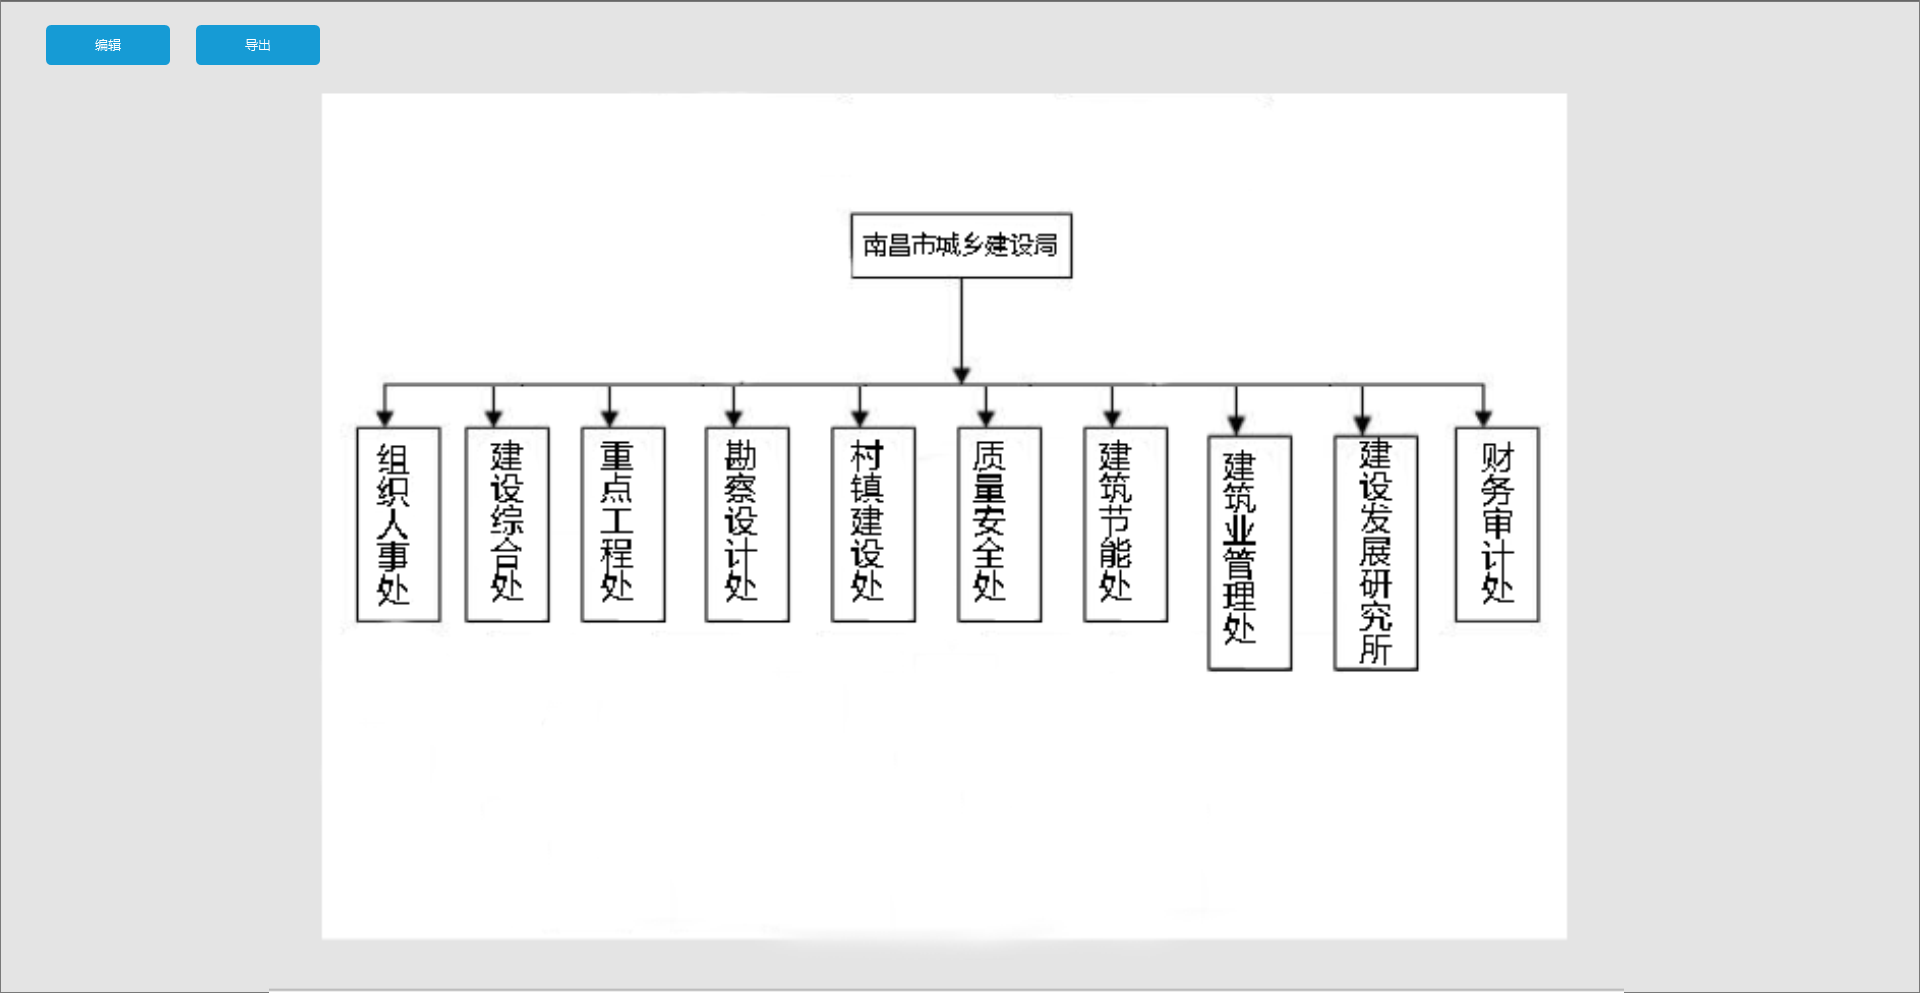 编辑
导出
南昌市城乡建设局
组织人事处
建设综合处
重点工程处
勘察设计处
村镇建设处
质量安全处
建筑节能处
建筑业管理处
建设发展研究所
财务审计处